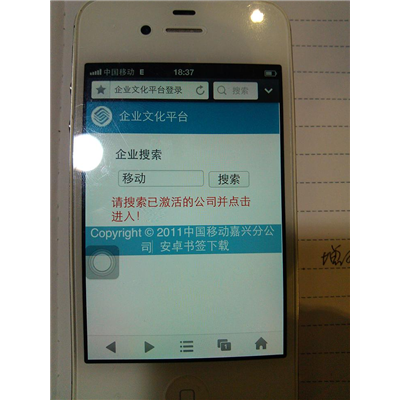 中国移动 E 18:37
企业文化平台登录 搜索
企业文化平台
企业搜索
移动 搜索
请搜索已激活的公司并点击
进入！
Copyright © 2011中国移动嘉兴分公
司 安卓书签下载